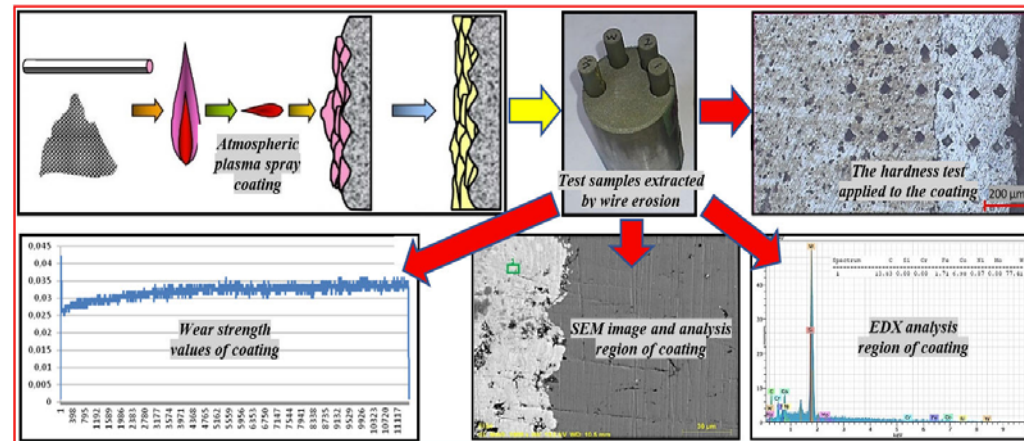 Atmospheric
plasma spray
coating
Test samples extracted
by wire erosion
The hardness test
applied to the coating
200 µm
0,045
0,04
0,035
0,03
0,025
0,02
0,015
0,01
0,005
0
Wear strength
values of coating
1
398
795
1192
1589
1986
2383
2780
3177
3574
3971
4368
4765
5162
5559
5956
6353
6750
7147
7544
7941
8338
8735
9132
9529
9926
10323
10720
11117
SEM image and analysis
region of coating
EDX analysis
region of coating
Spectrum C Si Cr Fe Co Ni Mo W